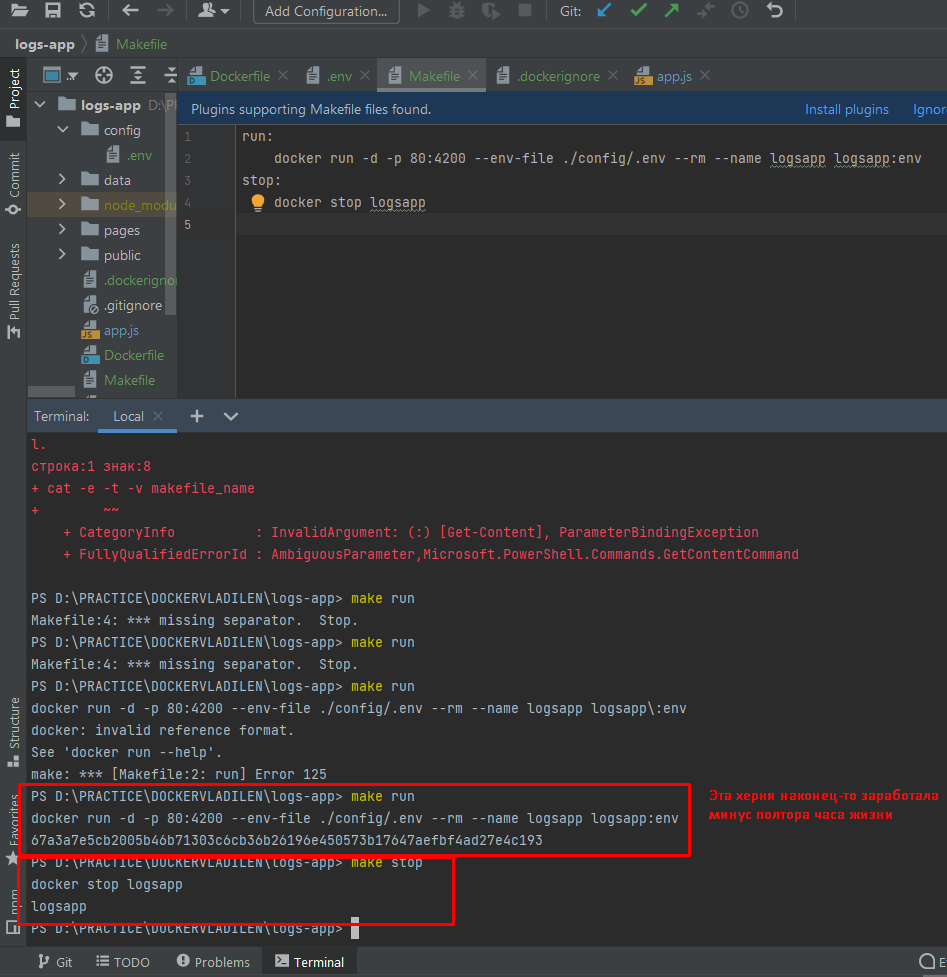 Add Configuration...
Git:
logs-app
Makefile
Dockerfile
.env
Makefile
.dockerignore
app.js
Project
logs-app D:\P
Plugins supporting Makefile files found.
Install plugins
Ignor
config
.env
data
node_modu
pages
public
.dockerigno
.gitignore
app.js
Dockerfile
Makefile
Commit
Pull Requests
1 run:
2 docker run -d -p 80:4200 --env-file ./config/.env --rm --name logsapp logsapp:env
3 stop:
4 docker stop logsapp
5
Terminal:
Local
l.
строка:1 знак:8
+ cat -e -t -v makefile_name
+ ~~
+ CategoryInfo : InvalidArgument: (:) [Get-Content], ParameterBindingException
+ FullyQualifiedErrorId : AmbiguousParameter,Microsoft.PowerShell.Commands.GetContentCommand
PS D:\PRACTICE\DOCKERVLADILEN\logs-app> make run
Makefile:4: *** missing separator.  Stop.
PS D:\PRACTICE\DOCKERVLADILEN\logs-app> make run
Makefile:4: *** missing separator.  Stop.
PS D:\PRACTICE\DOCKERVLADILEN\logs-app> make run
docker run -d -p 80:4200 --env-file ./config/.env --rm --name logsapp logsapp\:env
docker: invalid reference format.
See 'docker run --help'.
make: *** [Makefile:2: run] Error 125
PS D:\PRACTICE\DOCKERVLADILEN\logs-app> make run
docker run -d -p 80:4200 --env-file ./config/.env --rm --name logsapp logsapp:env
67a3a7e5cb2005b46b71303c6cb36b26196e450573b17647aefbf4ad27e4c193
Эта херня наконец-то заработала
минус полтора часа жизни
PS D:\PRACTICE\DOCKERVLADILEN\logs-app> make stop
docker stop logsapp
logsapp
PS D:\PRACTICE\DOCKERVLADILEN\logs-app>
Structure
Favorites
npm
Git
TODO
Problems
Terminal
E